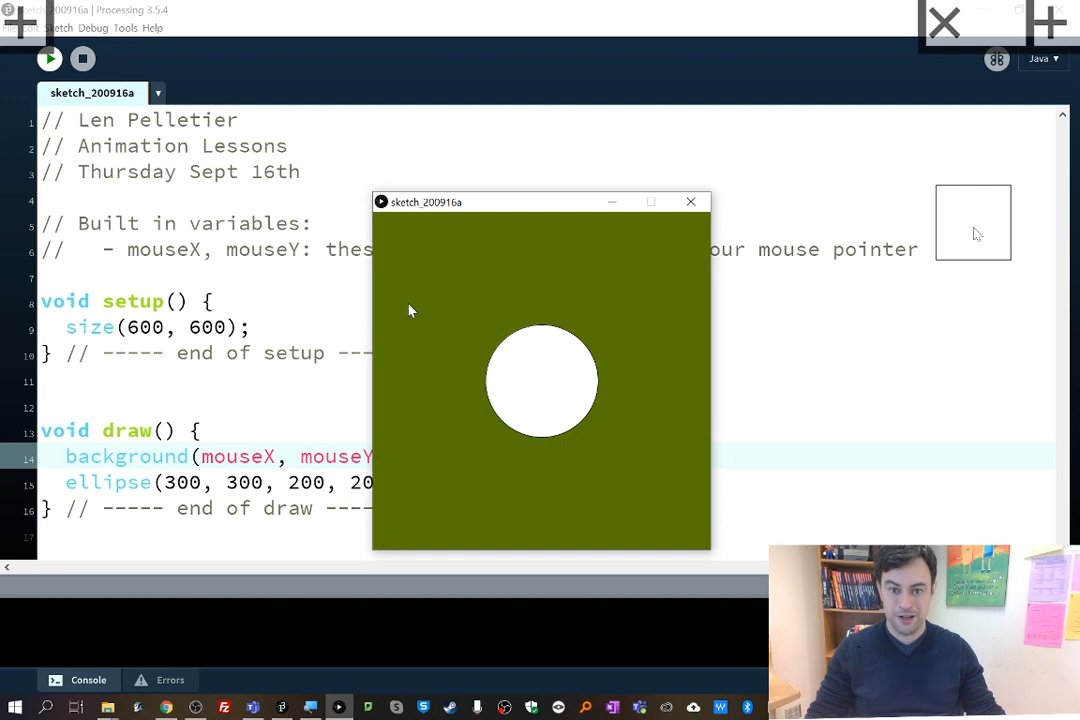 sketch_200916a | Processing 3.5.4
File Edit Sketch Debug Tools Help
Java ▾
sketch_200916a ▾
1 // Len Pelletier
2 // Animation Lessons
3 // Thursday Sept 16th
4
5 // Built in variables:
6 // - mouseX, mouseY: thes our mouse pointer
7
8 void setup() {
9 size(600, 600);
10 } // ----- end of setup ---
11
12
13 void draw() {
14 background(mouseX, mouseY
15 ellipse(300, 300, 200, 20
16 } // ----- end of draw ----
17
sketch_200916a
Console Errors